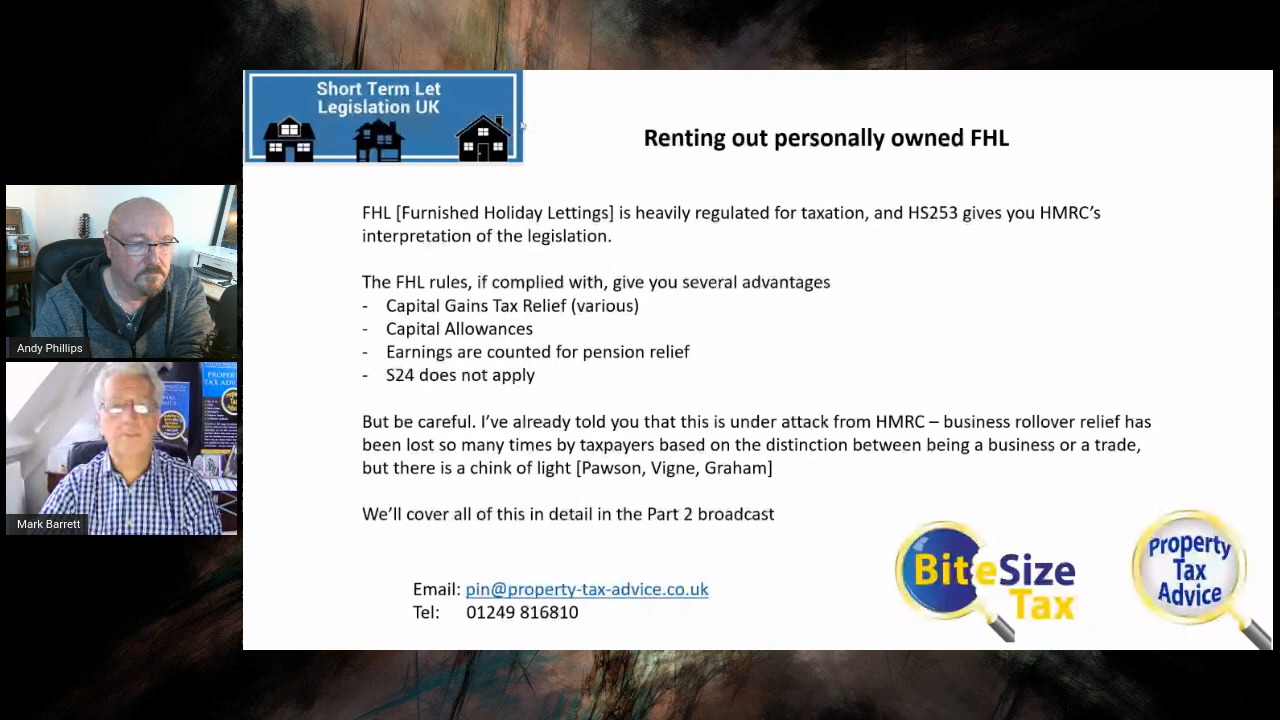 Short Term Let
Legislation UK
Renting out personally owned FHL
FHL [Furnished Holiday Lettings] is heavily regulated for taxation, and HS253 gives you HMRC's
interpretation of the legislation.
The FHL rules, if complied with, give you several advantages
- Capital Gains Tax Relief (various)
- Capital Allowances
- Earnings are counted for pension relief
- S24 does not apply
But be careful. I've already told you that this is under attack from HMRC – business rollover relief has
been lost so many times by taxpayers based on the distinction between being a business or a trade,
but there is a chink of light [Pawson, Vigne, Graham]
We'll cover all of this in detail in the Part 2 broadcast
Email: pin@property-tax-advice.co.uk
Tel: 01249 816810
BiteSize
Tax
Property
Tax
Advice
Andy Phillips
Mark Barrett